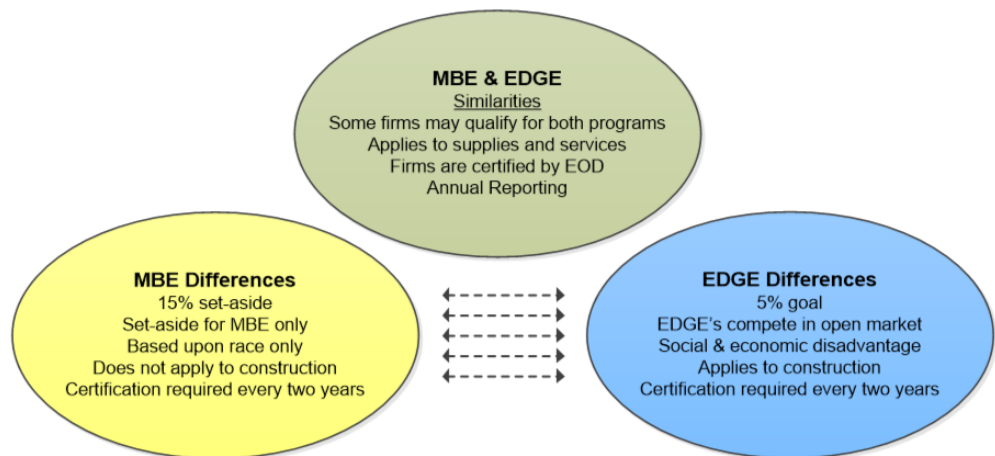 MBE & EDGE
Similarities
Some firms may qualify for both programs
Applies to supplies and services
Firms are certified by EOD
Annual Reporting
MBE Differences
15% set-aside
Set-aside for MBE only
Based upon race only
Does not apply to construction
Certification required every two years
EDGE Differences
5% goal
EDGE's compete in open market
Social & economic disadvantage
Applies to construction
Certification required every two years